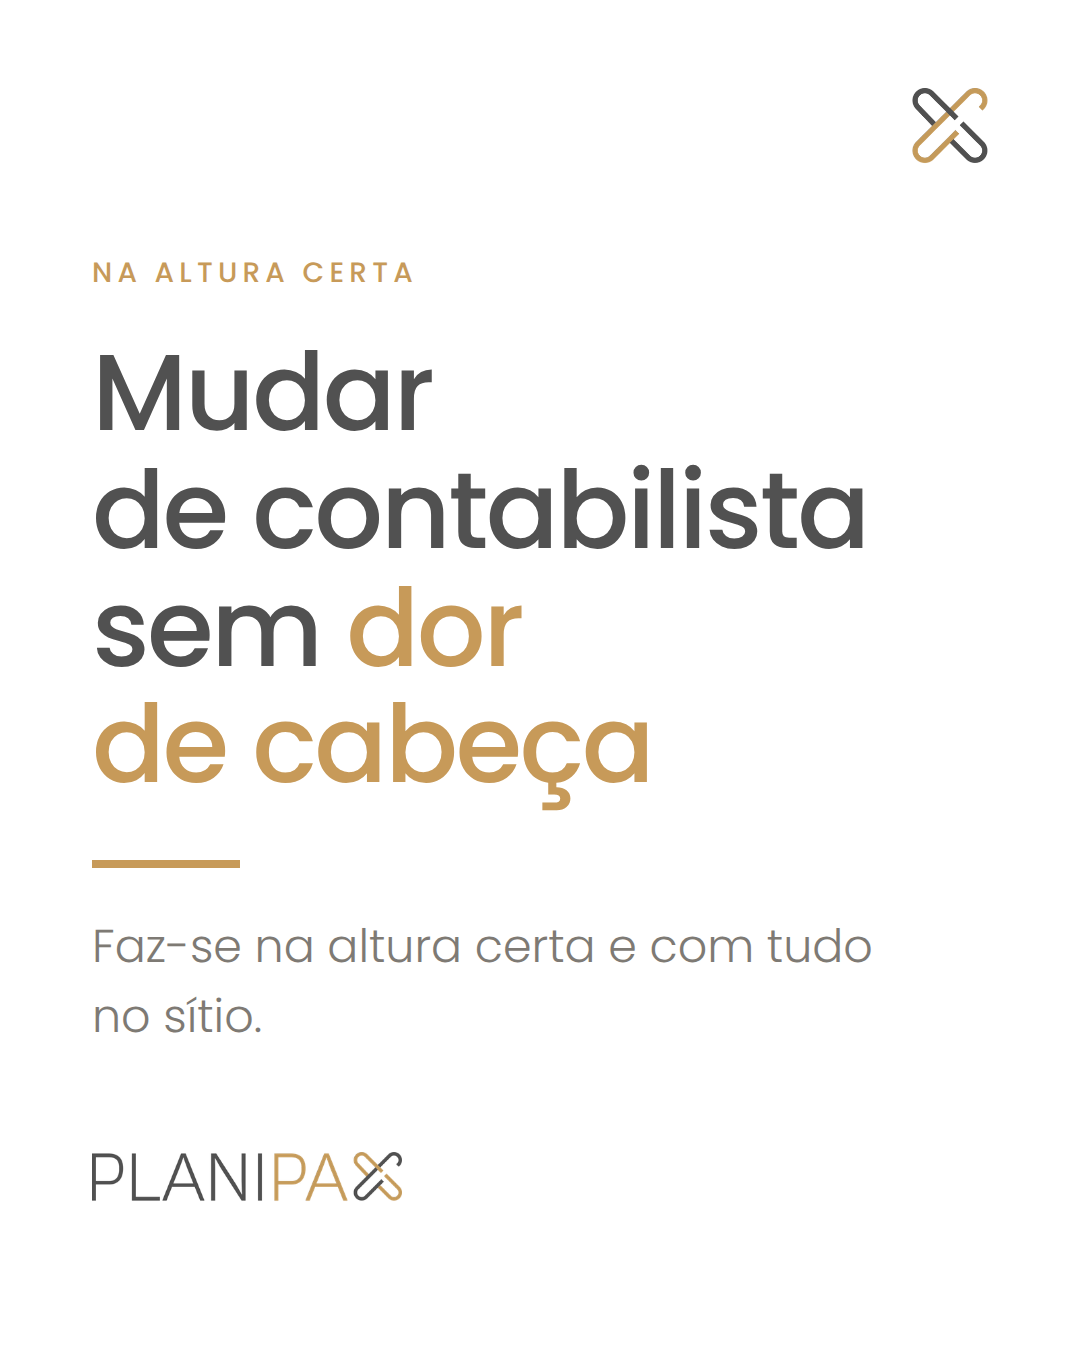 NA ALTURA CERTA
Mudar
de contabilista
sem dor
de cabeça
Faz-se na altura certa e com tudo
no sítio.
PLANIPAX